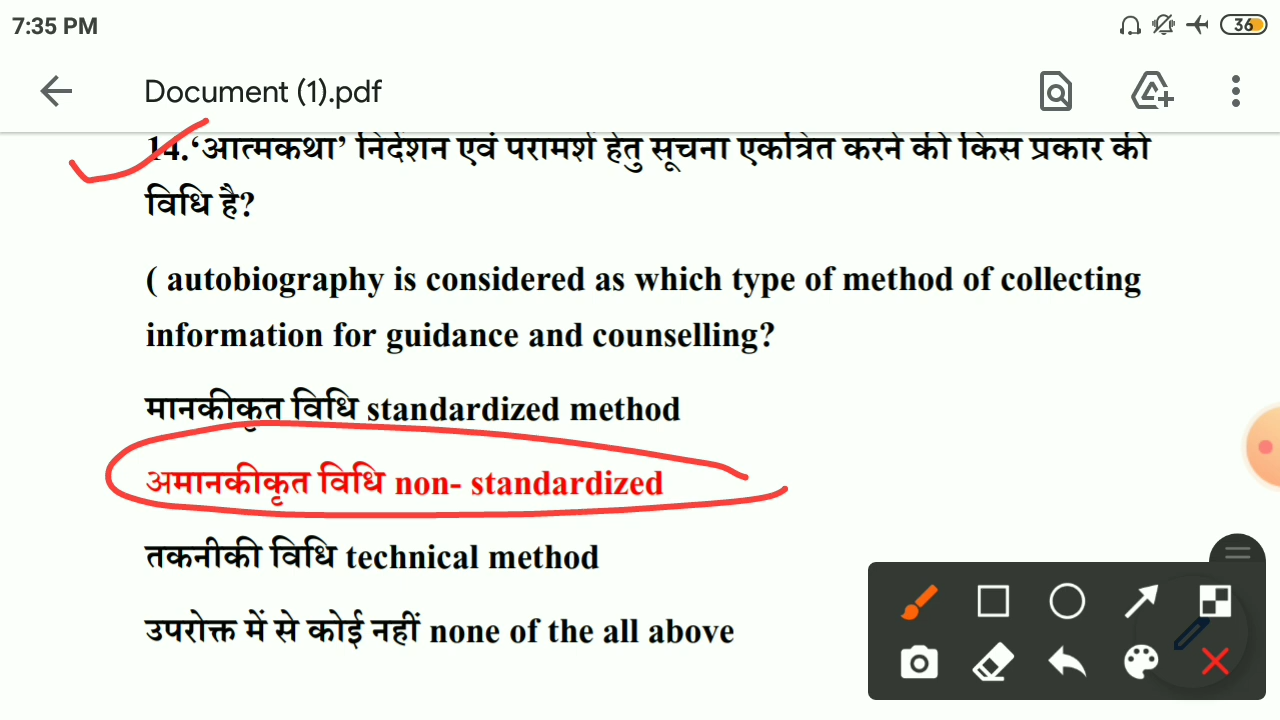 7:35 PM
36
Document (1).pdf
14.‘आत्मकथा’ निर्देशन एवं परामर्श हेतु सूचना एकत्रित करने की किस प्रकार की
विधि है?
( autobiography is considered as which type of method of collecting
information for guidance and counselling?
मानकीकृत विधि standardized method
अमानकीकृत विधि non- standardized
तकनीकी विधि technical method
उपरोक्त में से कोई नहीं none of the all above